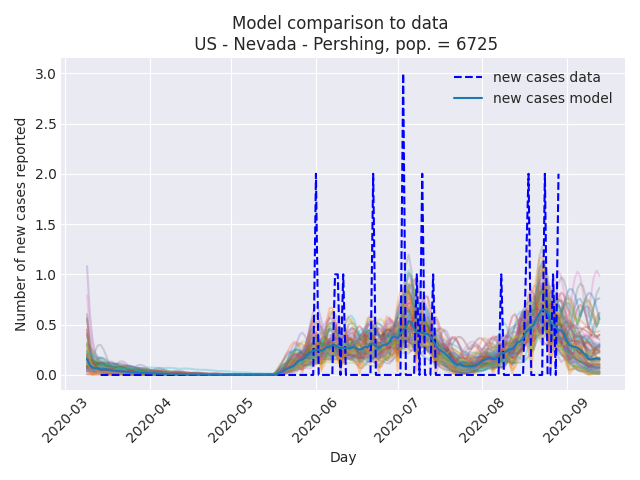 Model comparison to data
US - Nevada - Pershing, pop. = 6725
new cases data
new cases model
Number of new cases reported
3.0
2.5
2.0
1.5
1.0
0.5
0.0
2020-03
2020-04
2020-05
2020-06
2020-07
2020-08
2020-09
Day